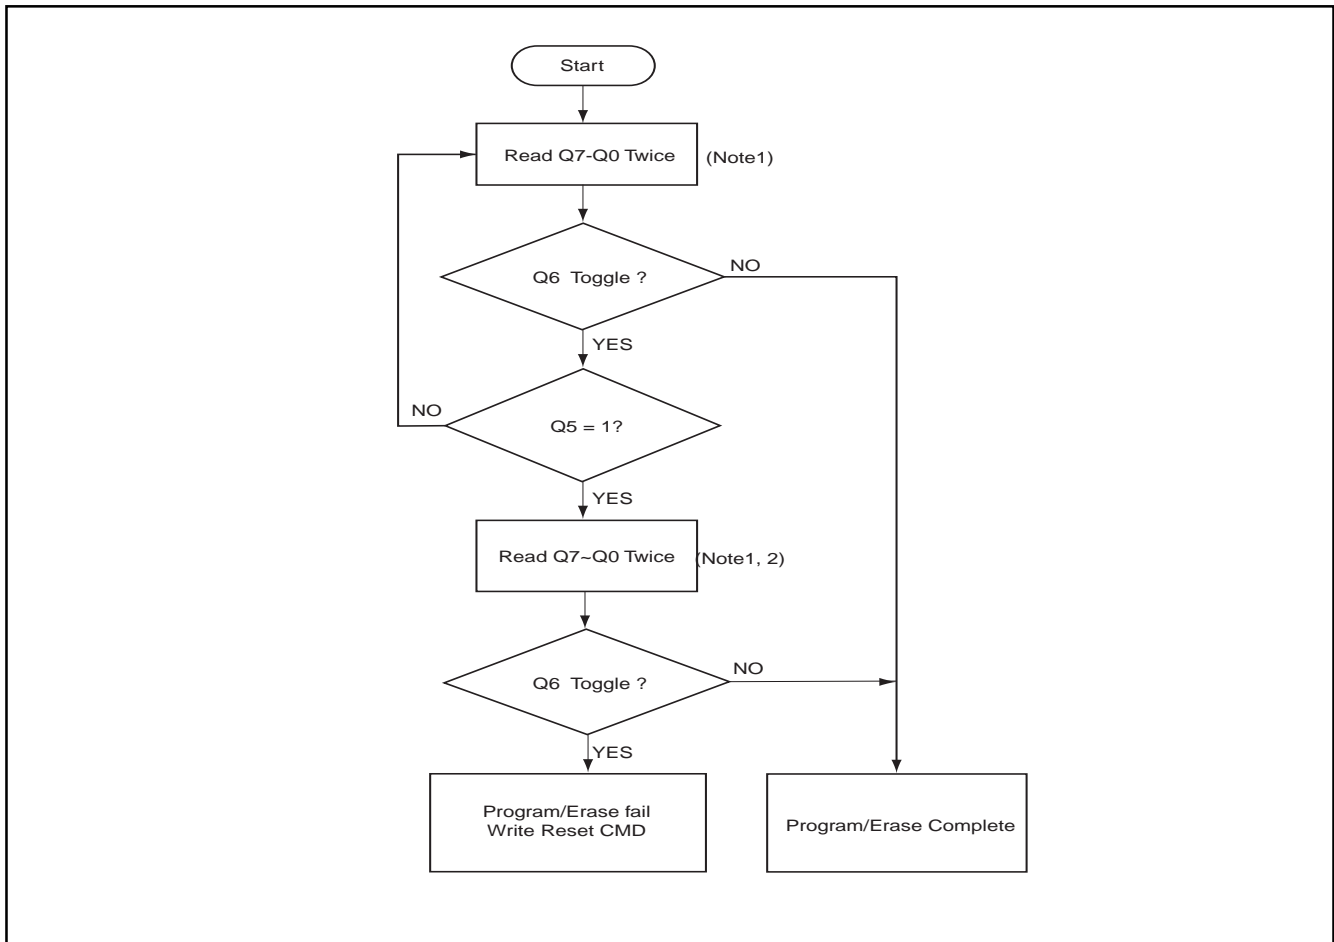 Start
Read Q7-Q0 Twice
(Note1)
Q6 Toggle ?
NO
YES
NO
Q5 = 1?
YES
Read Q7~Q0 Twice
(Note1, 2)
Q6 Toggle ?
NO
YES
Program/Erase fail
Write Reset CMD
Program/Erase Complete